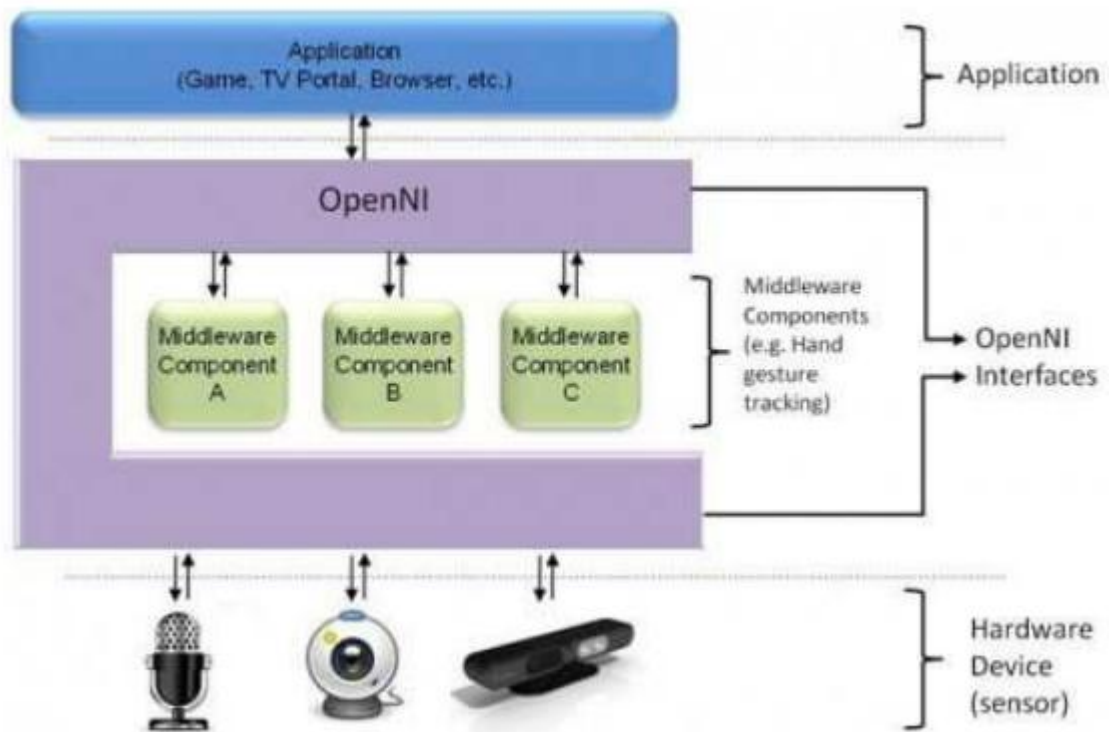 Application
(Game, TV Portal, Browser, etc.)
Application
OpenNI
Middleware
Component
A
Middleware
Component
B
Middleware
Component
C
Middleware
Components
(e.g. Hand
gesture
tracking)
OpenNI
Interfaces
Hardware
Device
(sensor)